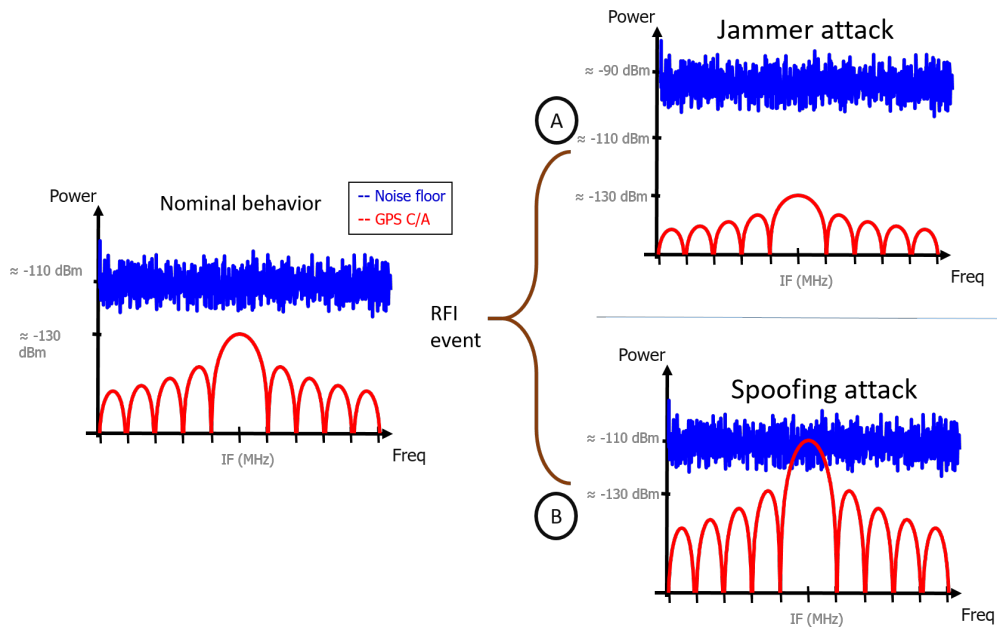 Power
Nominal behavior
-- Noise floor
-- GPS C/A
≈ -110 dBm
≈ -130
dBm
IF (MHz)
Freq
RFI
event
A
Power
Jammer attack
≈ -90 dBm
≈ -110 dBm
≈ -130 dBm
IF (MHz)
Freq
B
Power
Spoofing attack
≈ -110 dBm
≈ -130 dBm
IF (MHz)
Freq